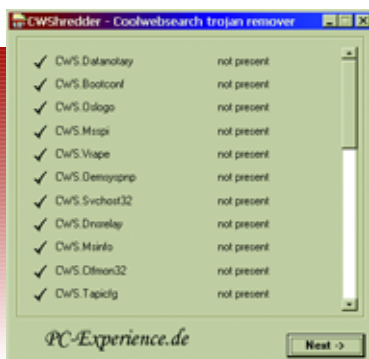 CWShredder - Coolwebsearch trojan remover
CWS.Datanotary not present
CWS.Bootconf not present
CWS.Oslogo not present
CWS.Msspi not present
CWS.Vrape not present
CWS.Oemsyspnp not present
CWS.Svchost32 not present
CWS.Dnsrelay not present
CWS.Msinfo not present
CWS.Ctfmon32 not present
CWS.Tapicfg not present
PC-Experience.de
Next ->